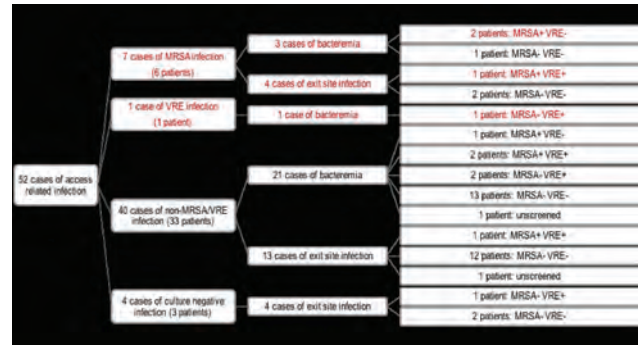 52 cases of access
related infection
7 cases of MRSA infection
(6 patients)
1 case of VRE infection
(1 patient)
40 cases of non-MRSA/VRE
infection (33 patients)
4 cases of culture negative
infection (3 patients)
3 cases of bacteremia
4 cases of exit site infection
1 case of bacteremia
21 cases of bacteremia
13 cases of exit site infection
4 cases of exit site infection
2 patients: MRSA+ VRE-
1 patient: MRSA- VRE-
1 patient: MRSA+ VRE+
2 patients: MRSA- VRE-
1 patient: MRSA- VRE+
1 patient: MRSA+ VRE-
2 patients: MRSA+ VRE+
2 patients: MRSA- VRE+
13 patients: MRSA- VRE-
1 patient: unscreened
1 patient: MRSA+ VRE+
12 patients: MRSA- VRE-
1 patient: unscreened
1 patient: MRSA- VRE+
2 patients: MRSA- VRE-